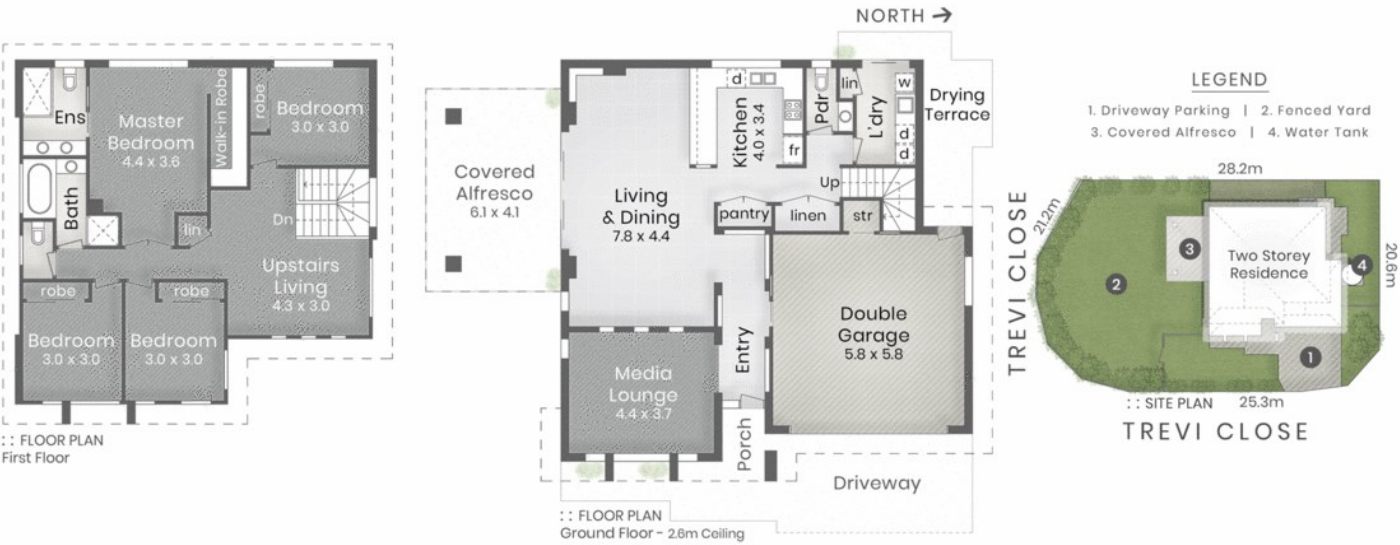 Ens
Master
Bedroom
4.4 x 3.6
Walk-in Robe
robe
Bedroom
3.0 x 3.0
Bath
lin
Dn
Upstairs
Living
4.3 x 3.0
robe
robe
Bedroom
3.0 x 3.0
Bedroom
3.0 x 3.0
:: FLOOR PLAN
First Floor
NORTH →
Covered
Alfresco
6.1 x 4.1
Living
& Dining
7.8 x 4.4
d
Kitchen
4.0 x 3.4
fr
Pdr
lin
L'dry
w
d
d
Drying
Terrace
Up
pantry
linen
str
Double
Garage
5.8 x 5.8
Entry
Media
Lounge
4.4 x 3.7
Porch
Driveway
:: FLOOR PLAN
Ground Floor - 2.6m Ceiling
LEGEND
1. Driveway Parking | 2. Fenced Yard
3. Covered Alfresco | 4. Water Tank
28.2m
21.2m
TREVI CLOSE
3
Two Storey
Residence
4
20.6m
2
1
:: SITE PLAN
25.3m
TREVI CLOSE